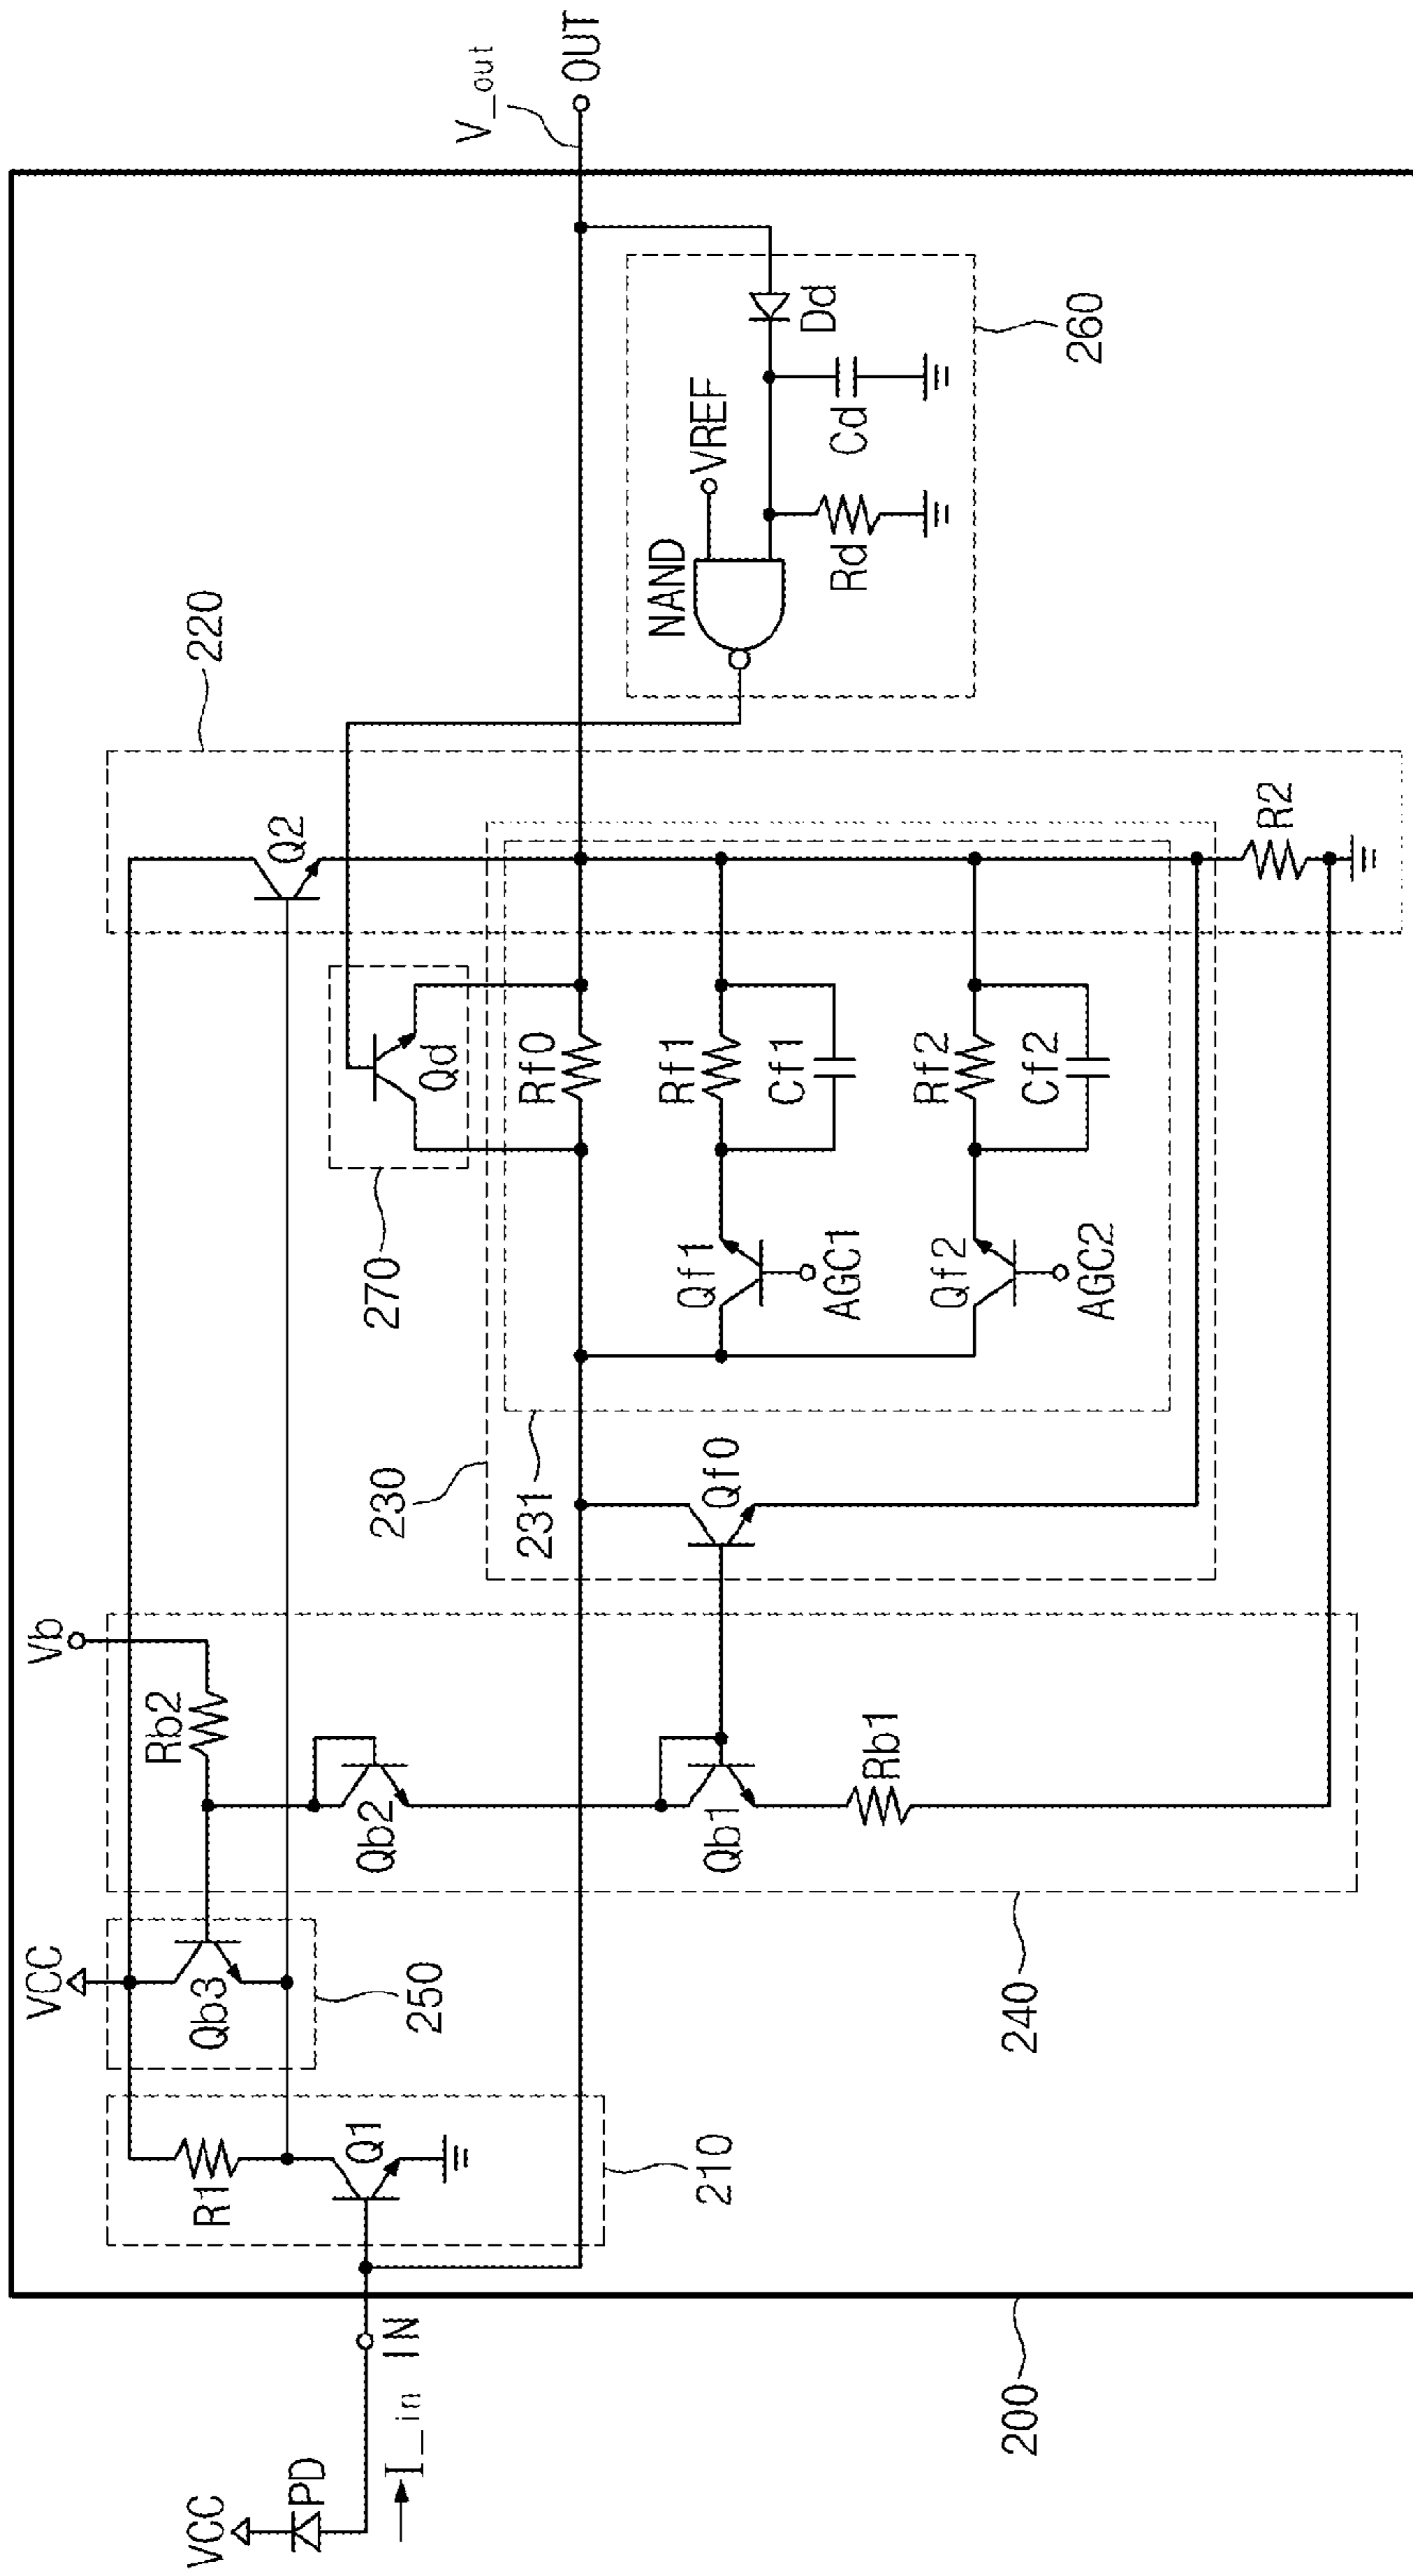 VCC
PD
I_in
IN
200
210
R1
Q1
VCC
Qb3
250
240
Vb
Rb2
Qb2
Qb1
Rb1
230
231
Qf0
270
Qd
Rf0
Qf1
AGC1
Rf1
Cf1
Qf2
AGC2
Rf2
Cf2
220
Q2
R2
NAND
VREF
Rd
Cd
Dd
260
V_out
OUT